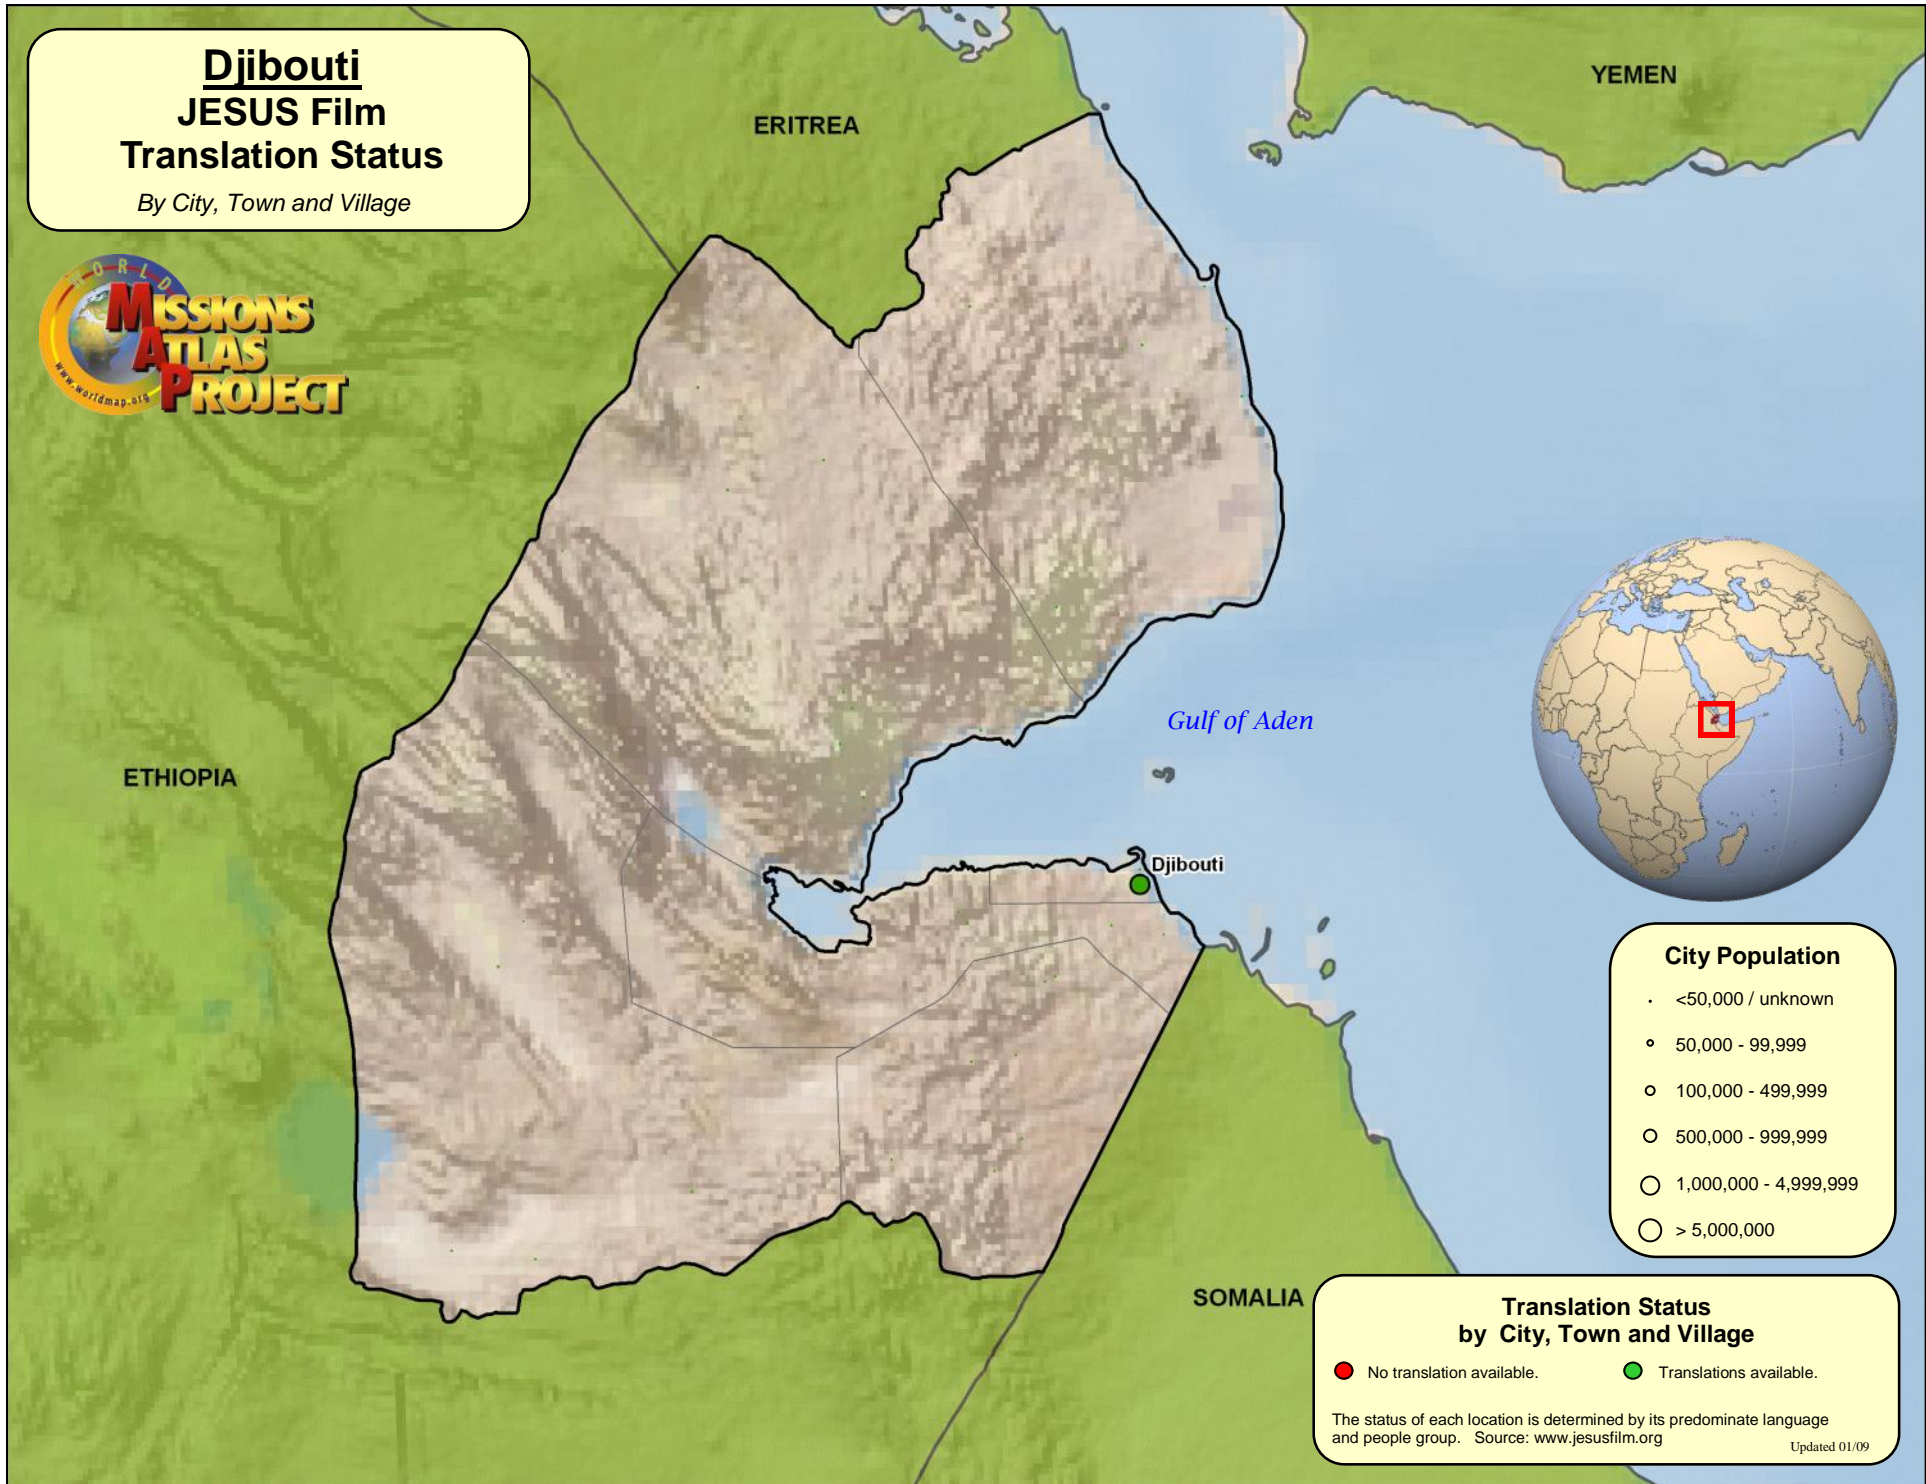 Djibouti
JESUS Film
Translation Status
By City, Town and Village
WORLD
MISSIONS
ATLAS
PROJECT
www.worldmap.org
ERITREA
YEMEN
ETHIOPIA
Gulf of Aden
Djibouti
SOMALIA
City Population
<50,000 / unknown
50,000 - 99,999
100,000 - 499,999
500,000 - 999,999
1,000,000 - 4,999,999
> 5,000,000
Translation Status
by City, Town and Village
No translation available.
Translations available.
The status of each location is determined by its predominate language
and people group. Source: www.jesusfilm.org
Updated 01/09